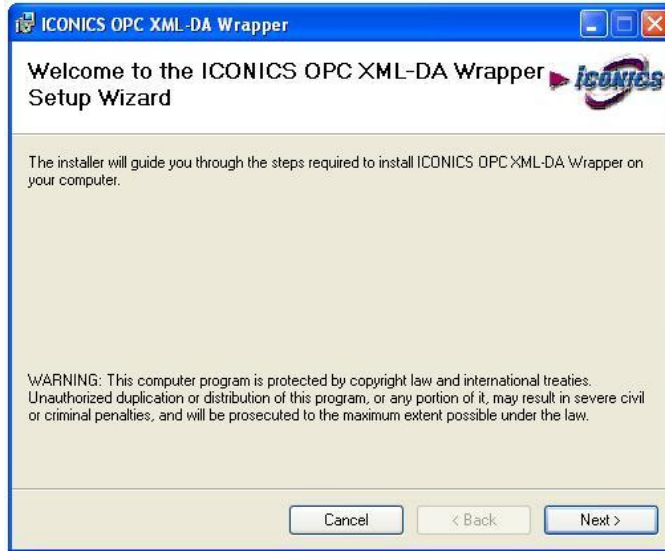 ICONICS OPC XML-DA Wrapper
Welcome to the ICONICS OPC XML-DA Wrapper
Setup Wizard
ICONICS
The installer will guide you through the steps required to install ICONICS OPC XML-DA Wrapper on
your computer.
WARNING: This computer program is protected by copyright law and international treaties.
Unauthorized duplication or distribution of this program, or any portion of it, may result in severe civil
or criminal penalties, and will be prosecuted to the maximum extent possible under the law.
Cancel
< Back
Next >